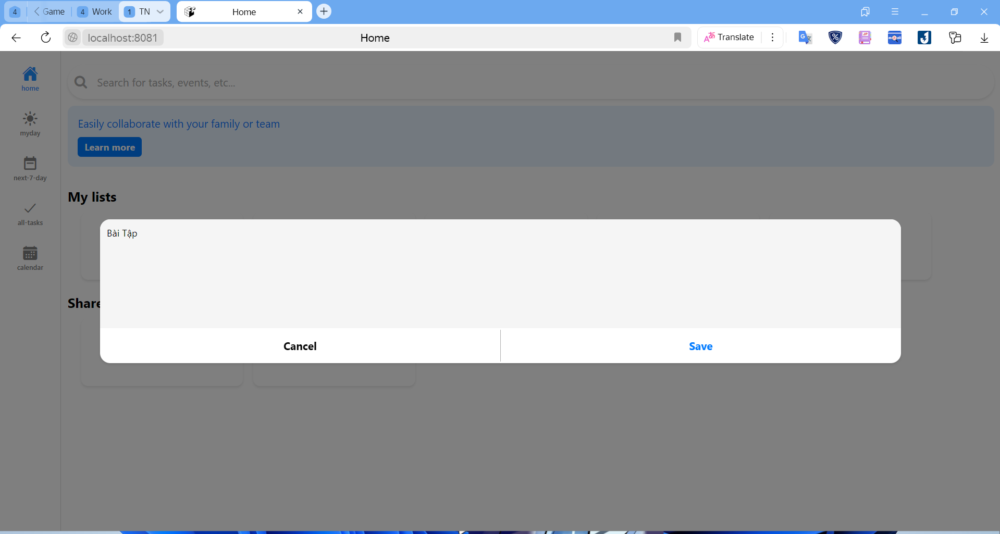 4
Game
4 Work
1 TN
Home
localhost:8081
Home
Translate
home
Search for tasks, events, etc...
myday
Easily collaborate with your family or team
Learn more
next-7-day
My lists
all-tasks
Bài Tập
calendar
Share
Cancel
Save